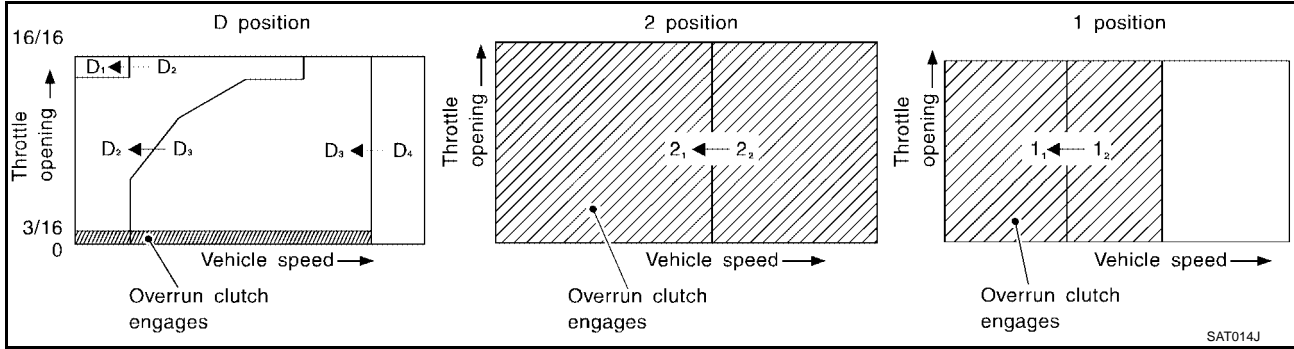 D position
16/16
D₁ D₂
Throttle opening
D₂ D₃
D₃ D₄
3/16
0
Vehicle speed
Overrun clutch
engages
2 position
Throttle
opening
2₁ 2₂
Vehicle speed
Overrun clutch
engages
1 position
Throttle
opening
1₁ 1₂
Vehicle speed
Overrun clutch
engages
SAT014J